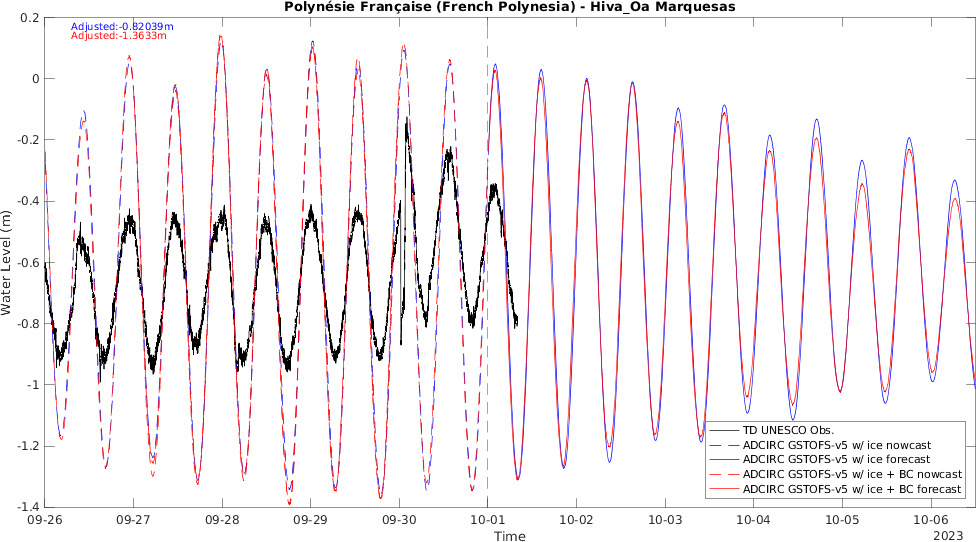 Polynésie Française (French Polynesia) - Hiva_Oa Marquesas
Adjusted:-0.82039m
Adjusted:-1.3633m
Water Level (m)
0.2
0
-0.2
-0.4
-0.6
-0.8
-1
-1.2
-1.4
TD UNESCO Obs.
ADCIRC GSTOFS-v5 w/ ice nowcast
ADCIRC GSTOFS-v5 w/ ice forecast
ADCIRC GSTOFS-v5 w/ ice + BC nowcast
ADCIRC GSTOFS-v5 w/ ice + BC forecast
09-26 09-27 09-28 09-29 09-30 10-01 10-02 10-03 10-04 10-05 10-06
Time
2023